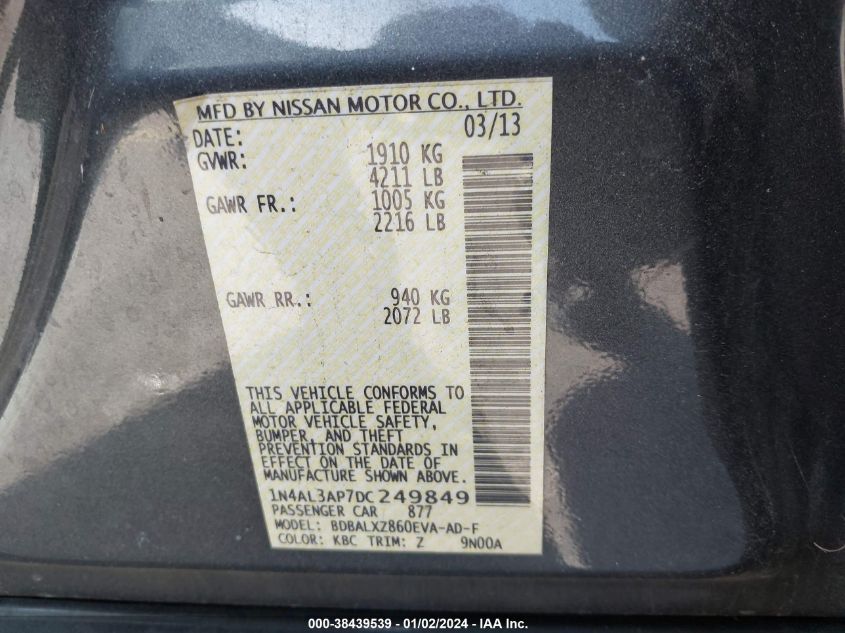 MFD BY NISSAN MOTOR CO., LTD.
DATE: 03/13
GVWR: 1910 KG
4211 LB
GAWR FR.: 1005 KG
2216 LB
GAWR RR.: 940 KG
2072 LB
THIS VEHICLE CONFORMS TO
ALL APPLICABLE FEDERAL
MOTOR VEHICLE SAFETY,
BUMPER, AND THEFT
PREVENTION STANDARDS IN
EFFECT ON THE DATE OF
MANUFACTURE SHOWN ABOVE.
1N4AL3AP7DC249849
PASSENGER CAR 877
MODEL: BDBALXZ860EVA-AD-F
COLOR: KBC TRIM: Z 9N00A
000-38439539 - 01/02/2024 - IAA Inc.